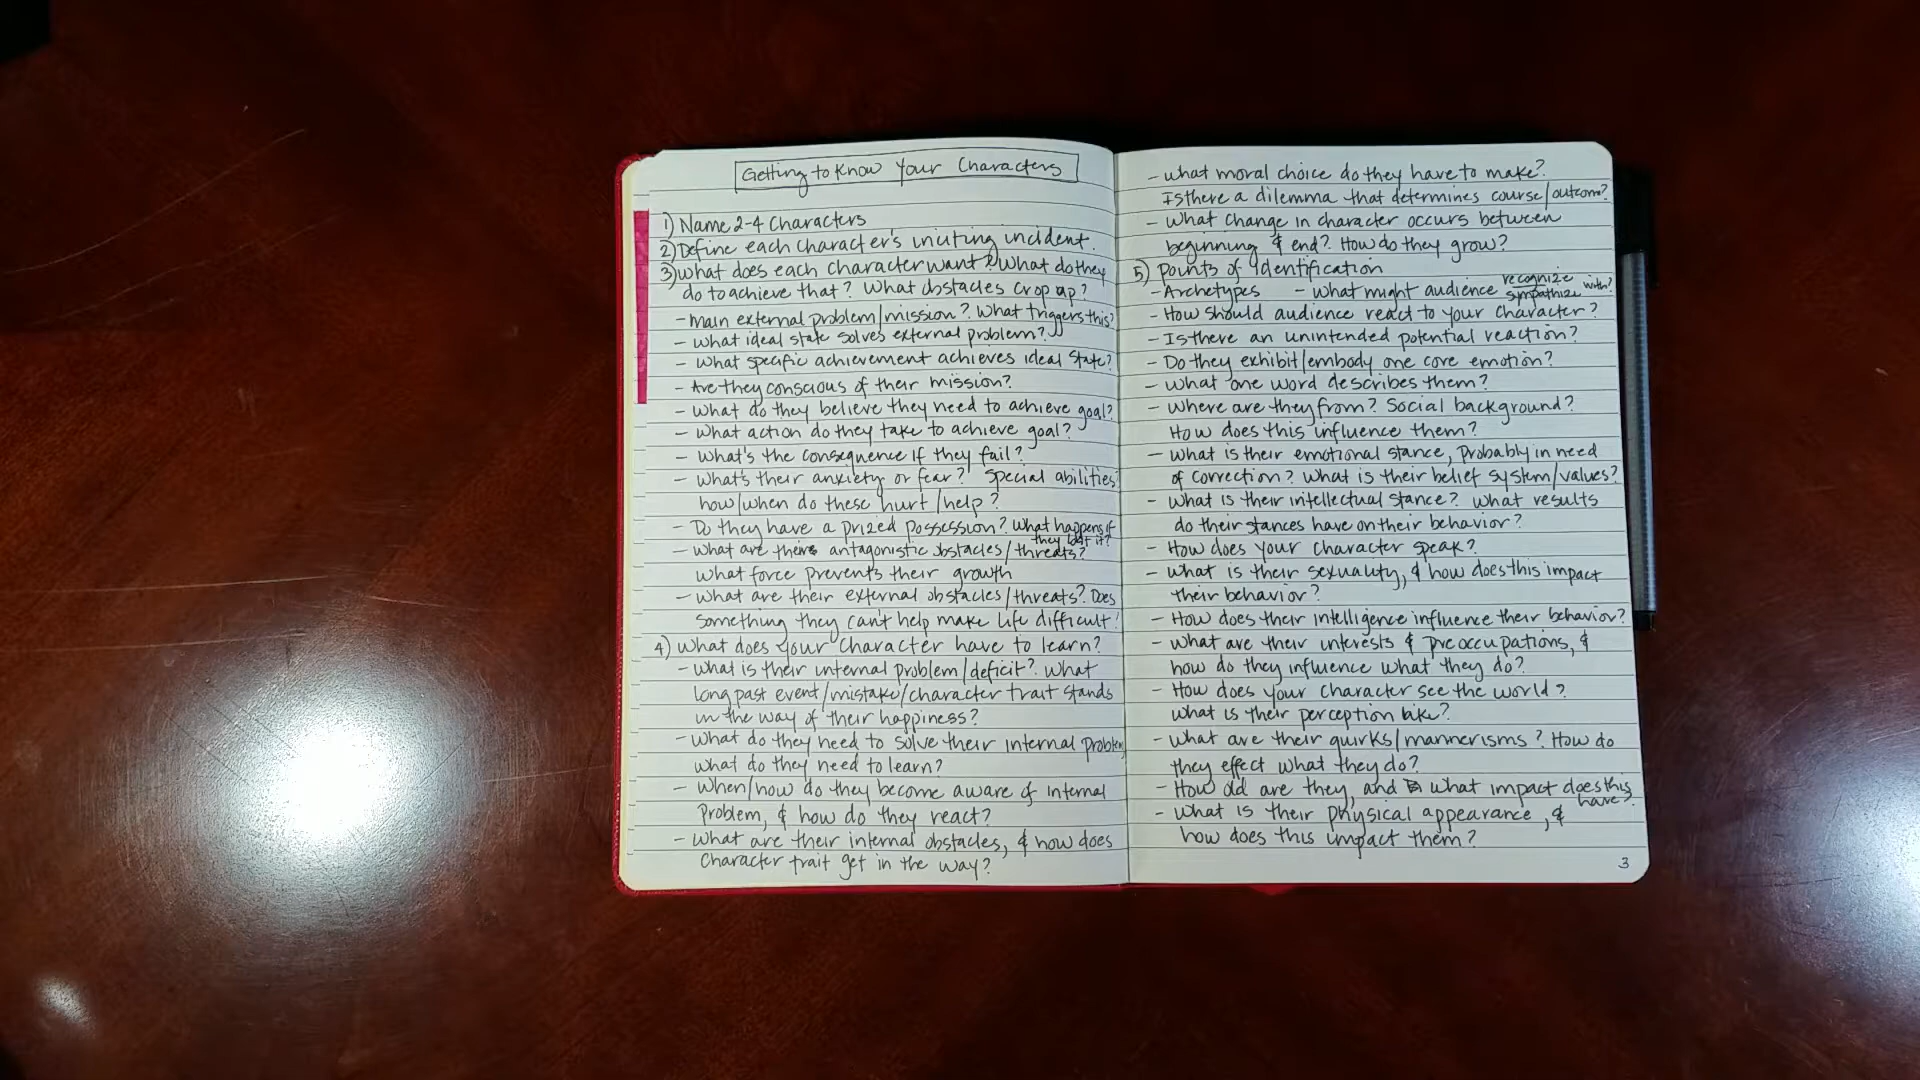 Getting to Know Your Characters
1) Name 2-4 Characters
2) Define each character's inciting incident.
3) What does each character want? What do they
do to achieve that? What obstacles crop up?
- Main external problem/mission? What triggers this?
- What ideal state solves external problem?
- What specific achievement achieves ideal state?
- Are they conscious of their mission?
- What do they believe they need to achieve goal?
- What action do they take to achieve goal?
- What's the consequence if they fail?
- What's their anxiety or fear? Special abilities?
how/when do these hurt/help?
- Do they have a prized possession? What happens if
they lost it?
- What are their antagonistic obstacles/threats?
What force prevents their growth
- What are their external obstacles/threats? Does
something they can't help make life difficult?
4) What does your character have to learn?
- What is their internal problem/deficit? What
long past event/mistake/character trait stands
in the way of their happiness?
- What do they need to solve their internal problem,
what do they need to learn?
- When/how do they become aware of internal
problem, & how do they react?
- What are their internal obstacles, & how does
character trait get in the way?
- What moral choice do they have to make?
Is there a dilemma that determines course/outcome?
- What change in character occurs between
beginning & end? How do they grow?
5) Points of Identification
- Archetypes - What might audience recognize sympathize with?
- How should audience react to your character?
- Is there an unintended potential reaction?
- Do they exhibit/embody one core emotion?
- What one word describes them?
- Where are they from? Social background?
How does this influence them?
- What is their emotional stance, probably in need
of correction? What is their belief system/values?
- What is their intellectual stance? What results
do their stances have on their behavior?
- How does your character speak?
- What is their sexuality, & how does this impact
their behavior?
- How does their intelligence influence their behavior?
- What are their interests & preoccupations, &
how do they influence what they do?
- How does your character see the world?
What is their perception like?
- What are their quirks/mannerisms? How do
they effect what they do?
- How old are they, and what impact does this
have?
- What is their physical appearance, &
how does this impact them?
3